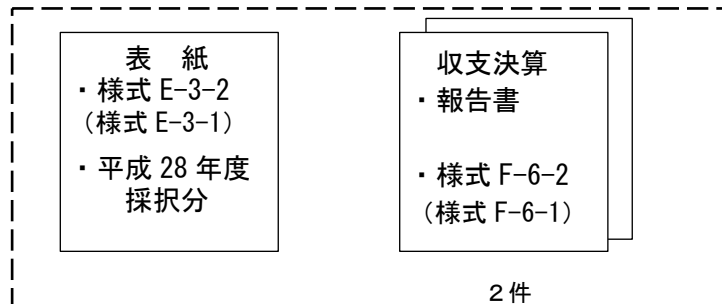 表　紙
・様式 E-3-2
（様式 E-3-1）
・平成 28 年度
採択分
収支決算
・報告書
・様式 F-6-2
（様式 F-6-1）
２件